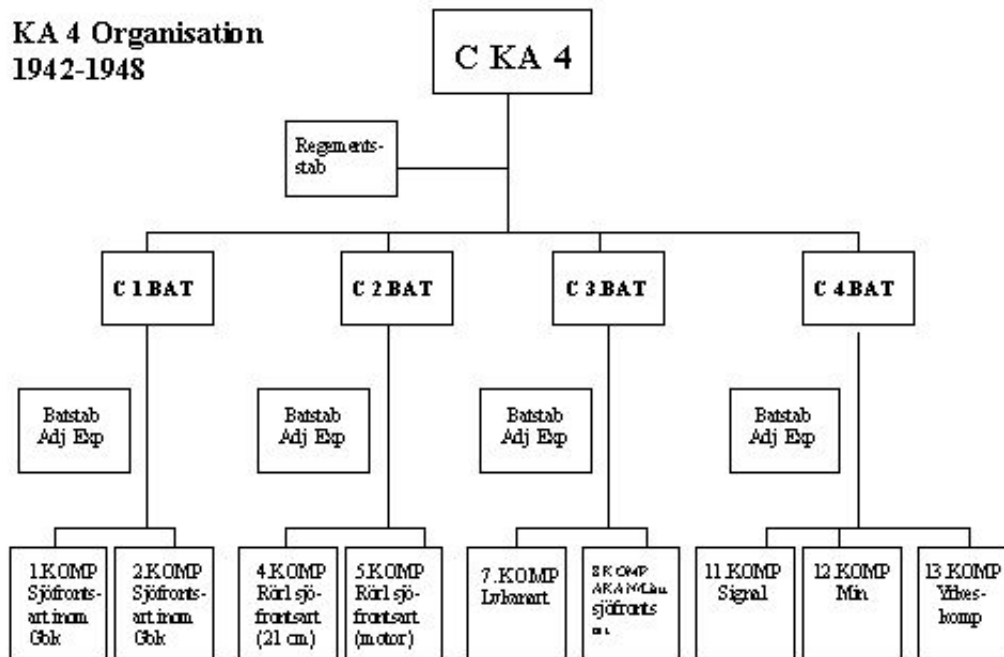 KA 4 Organisation
1942-1948
C KA 4
Regements-
stab
C 1.BAT
C 2.BAT
C 3.BAT
C 4.BAT
Batstab
Adj Exp
Batstab
Adj Exp
Batstab
Adj Exp
Batstab
Adj Exp
1.KOMP
Sjöfronts-
art inom
Gbk
2.KOMP
Sjöfronts-
art inom
Gbk
4.KOMP
Rörl sjö-
frontsart
(21 cm)
5.KOMP
Rörl sjö-
frontsart
(motor)
7.KOMP
Lvkanart
8.KOMP
sjöfronts
11.KOMP
Signal
12.KOMP
Min
13.KOMP
Yrkes-
komp